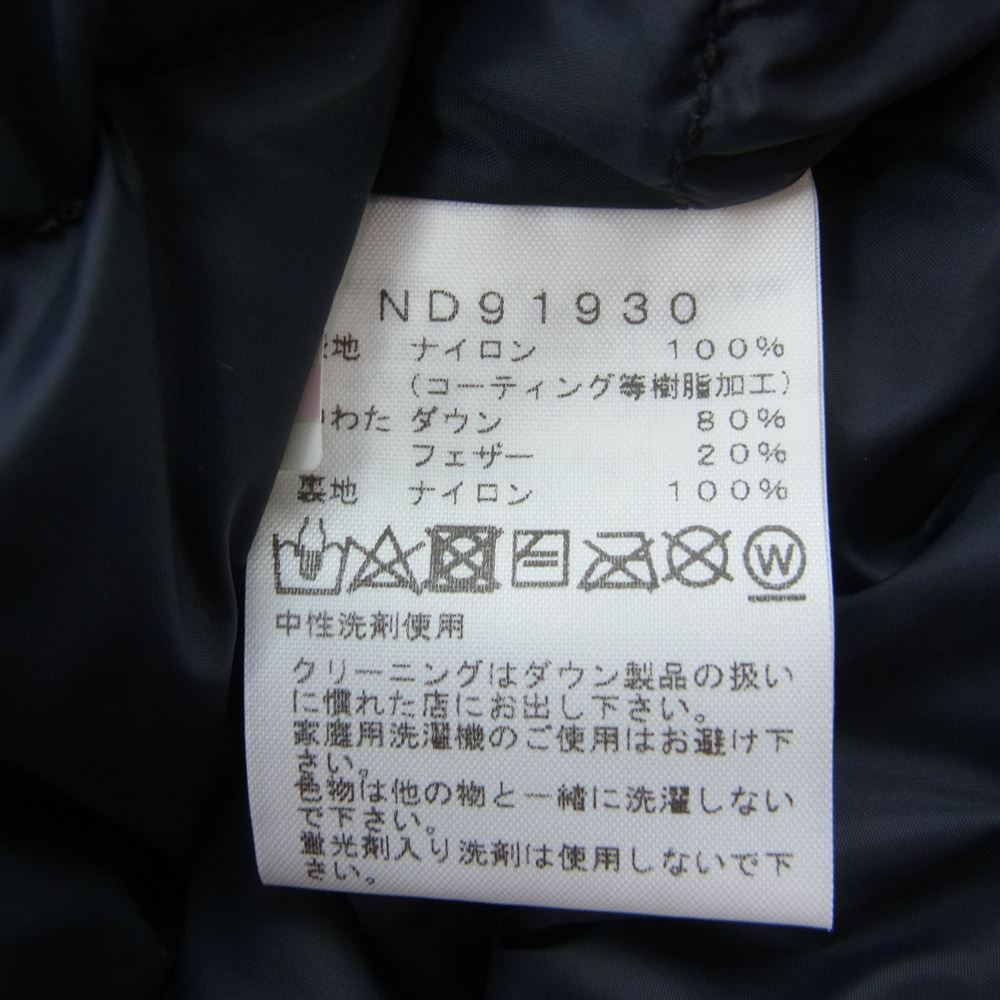 ND91930
表地 ナイロン 100%
(コーティング等樹脂加工)
中わた ダウン 80%
フェザー 20%
裏地 ナイロン 100%
W
中性洗剤使用
クリーニングはダウン製品の扱い
に慣れた店にお出し下さい。
家庭用洗濯機のご使用はお避け下
さい。
色物は他の物と一緒に洗濯しない
で下さい。
蛍光剤入り洗剤は使用しないで下
さい。